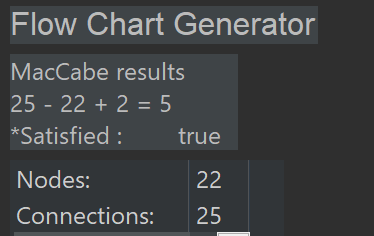 Flow Chart Generator
MacCabe results
25 - 22 + 2 = 5
*Satisfied : true
Nodes: 22
Connections: 25